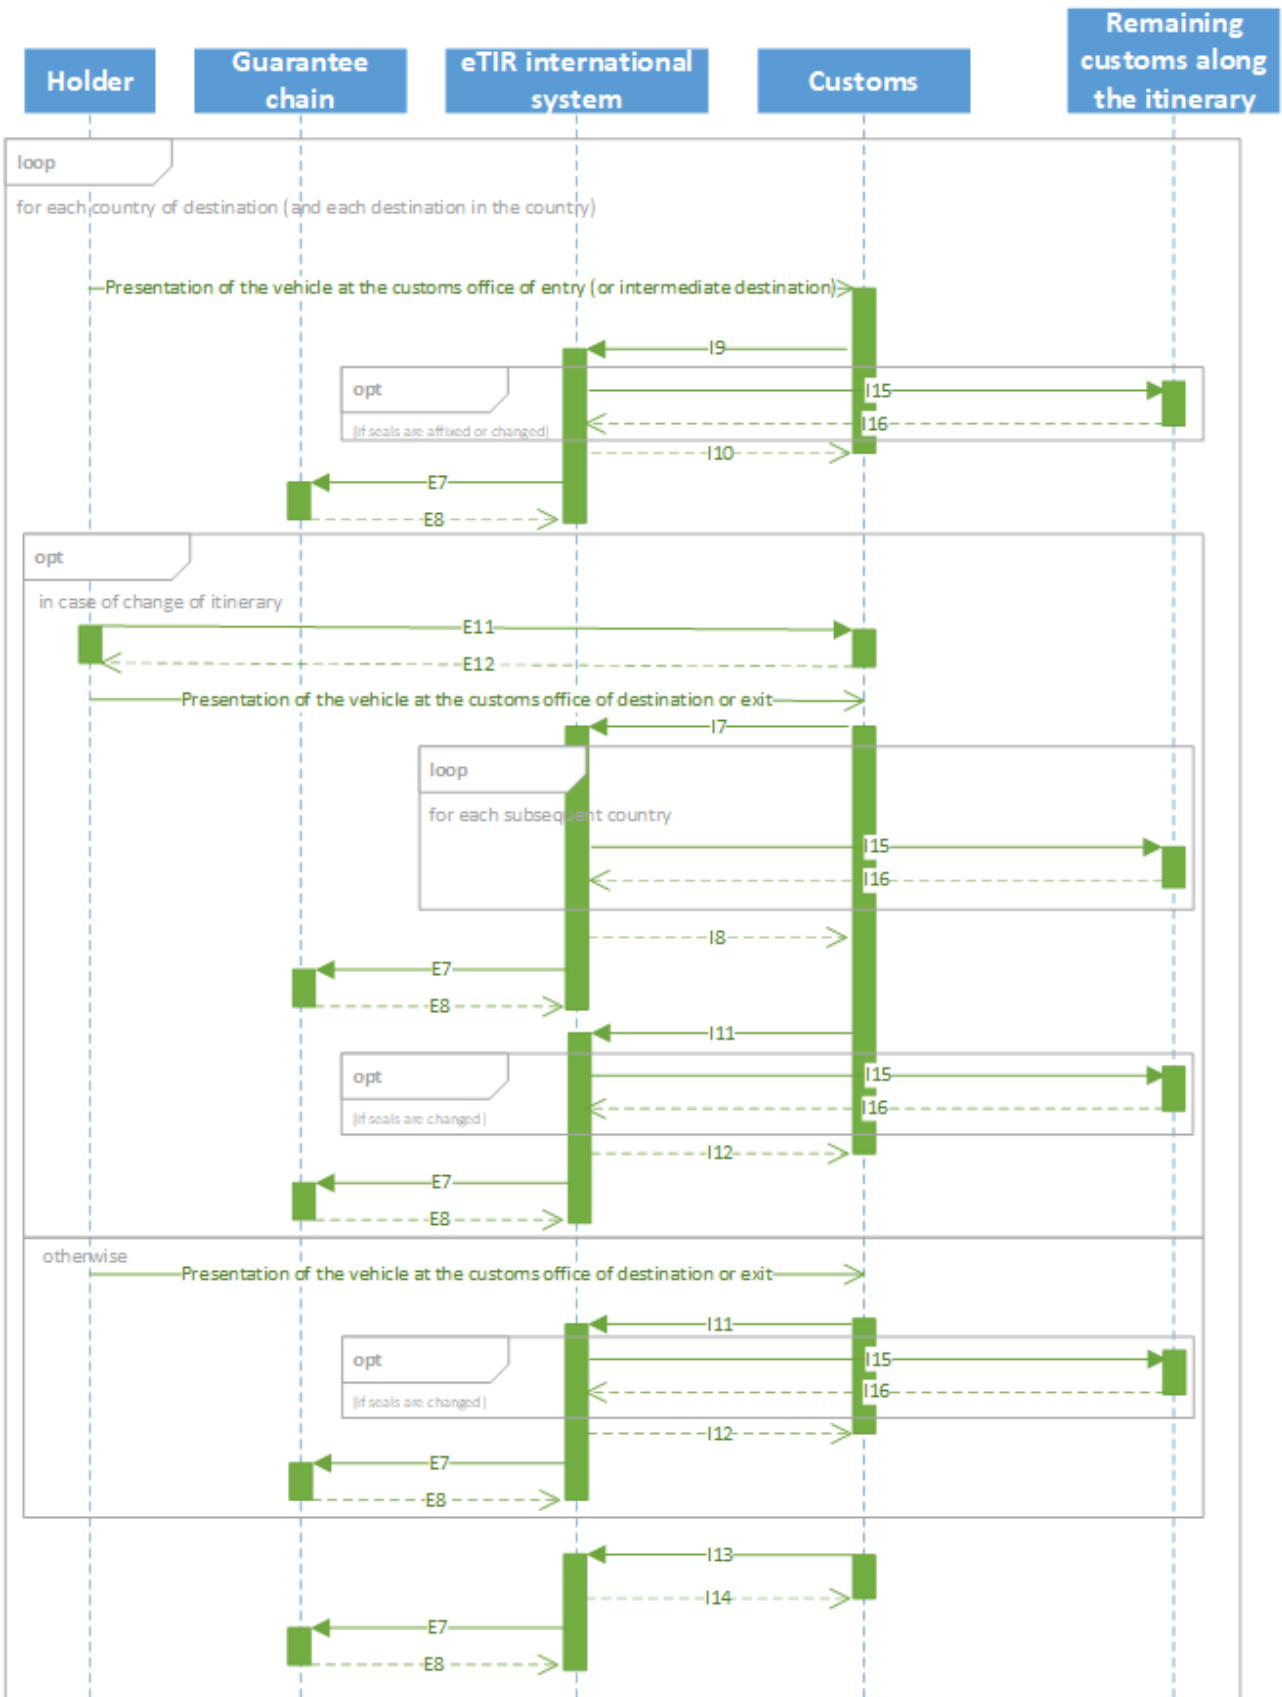 Holder
Guarantee
chain
eTIR international
system
Customs
Remaining
customs along
the itinerary
loop
for each country of destination (and each destination in the country)
Presentation of the vehicle at the customs office of entry (or intermediate destination)
I9
opt
I15
[if seals are affixed or changed]
I16
I10
E7
E8
opt
in case of change of itinerary
E11
E12
Presentation of the vehicle at the customs office of destination or exit
I7
loop
for each subsequent country
I15
I16
I8
E7
E8
I11
opt
I15
[if seals are changed]
I16
I12
E7
E8
otherwise
Presentation of the vehicle at the customs office of destination or exit
I11
opt
I15
[if seals are changed]
I16
I12
E7
E8
I13
I14
E7
E8